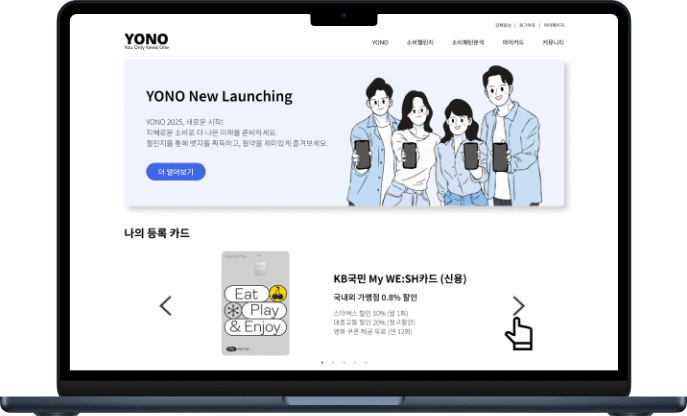 로그아웃 | 마이페이지
YONO
You Only Need One
YONO 소비챌린지 소비패턴분석 마이카드 커뮤니티
YONO New Launching
YONO 2025, 새로운 시작!
지혜로운 소비로 더 나은 미래를 준비하세요.
챌린지를 통해 뱃지를 획득하고, 절약을 재미있게 즐겨보세요.
더 알아보기
나의 등록 카드
Eat
Play
& Enjoy
KB국민 My WE:SH카드 (신용)
국내외 가맹점 0.8% 할인
스타벅스 할인 50% (월 1회)
대중교통 할인 20% (청구할인)
영화 쿠폰 제공 무료 (연 12회)